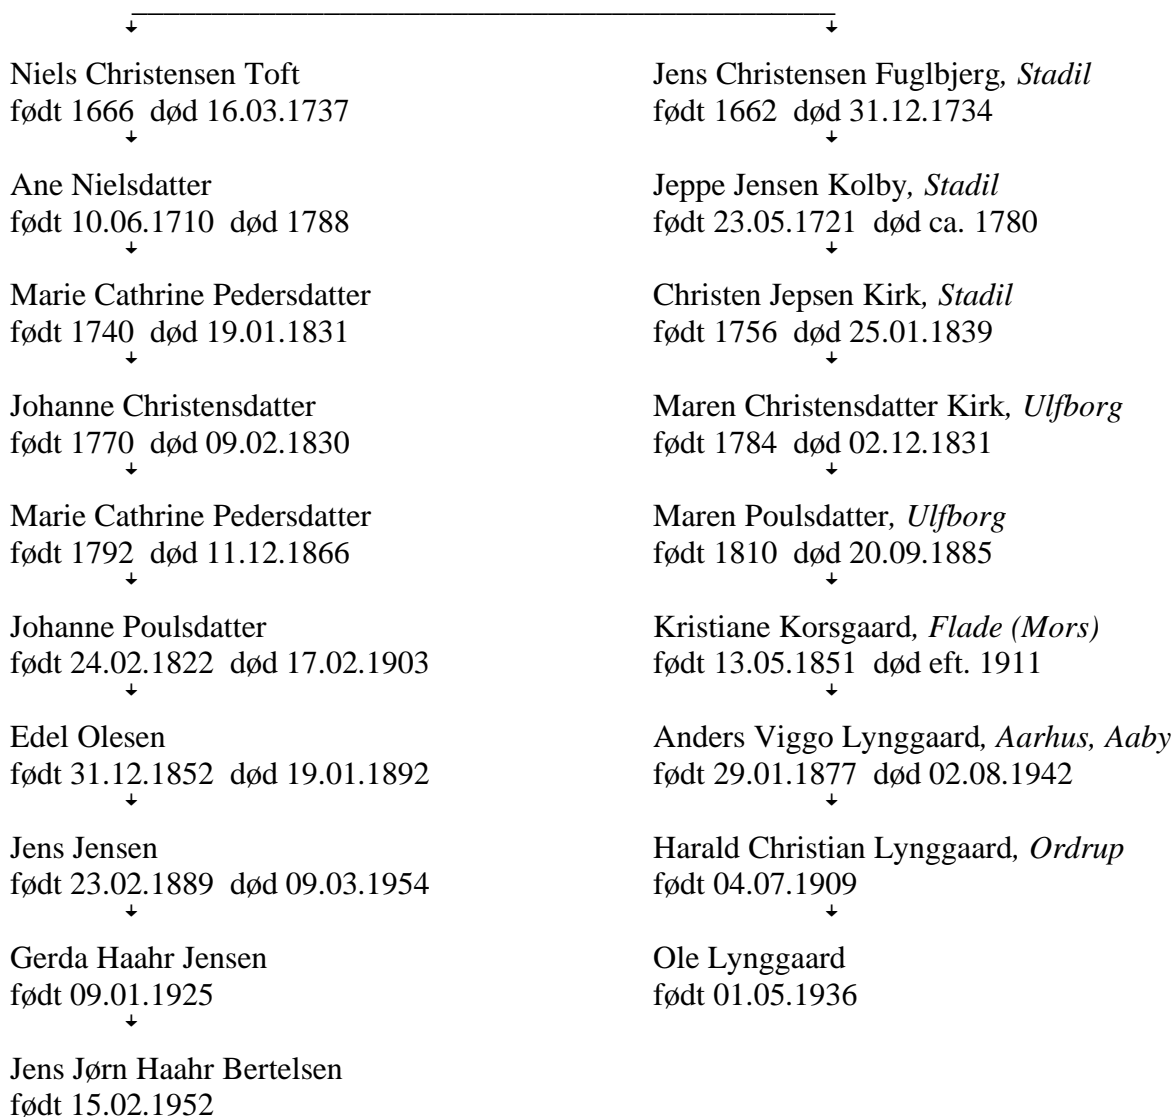 Niels Christensen Toft
født 1666 død 16.03.1737
Ane Nielsdatter
født 10.06.1710 død 1788
Marie Cathrine Pedersdatter
født 1740 død 19.01.1831
Johanne Christensdatter
født 1770 død 09.02.1830
Marie Cathrine Pedersdatter
født 1792 død 11.12.1866
Johanne Poulsdatter
født 24.02.1822 død 17.02.1903
Edel Olesen
født 31.12.1852 død 19.01.1892
Jens Jensen
født 23.02.1889 død 09.03.1954
Gerda Haahr Jensen
født 09.01.1925
Jens Jørn Haahr Bertelsen
født 15.02.1952
Jens Christensen Fuglbjerg, Stadil
født 1662 død 31.12.1734
Jeppe Jensen Kolby, Stadil
født 23.05.1721 død ca. 1780
Christen Jepsen Kirk, Stadil
født 1756 død 25.01.1839
Maren Christensdatter Kirk, Ulfborg
født 1784 død 02.12.1831
Maren Poulsdatter, Ulfborg
født 1810 død 20.09.1885
Kristiane Korsgaard, Flade (Mors)
født 13.05.1851 død eft. 1911
Anders Viggo Lynggaard, Aarhus, Aaby
født 29.01.1877 død 02.08.1942
Harald Christian Lynggaard, Ordrup
født 04.07.1909
Ole Lynggaard
født 01.05.1936